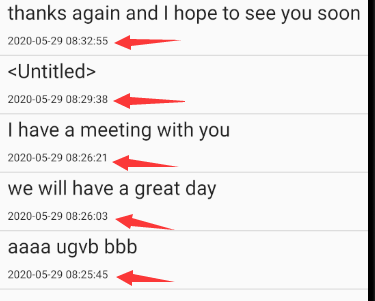 thanks again and I hope to see you soon
2020-05-29 08:32:55
<Untitled>
2020-05-29 08:29:38
I have a meeting with you
2020-05-29 08:26:21
we will have a great day
2020-05-29 08:26:03
aaaa ugvb bbb
2020-05-29 08:25:45